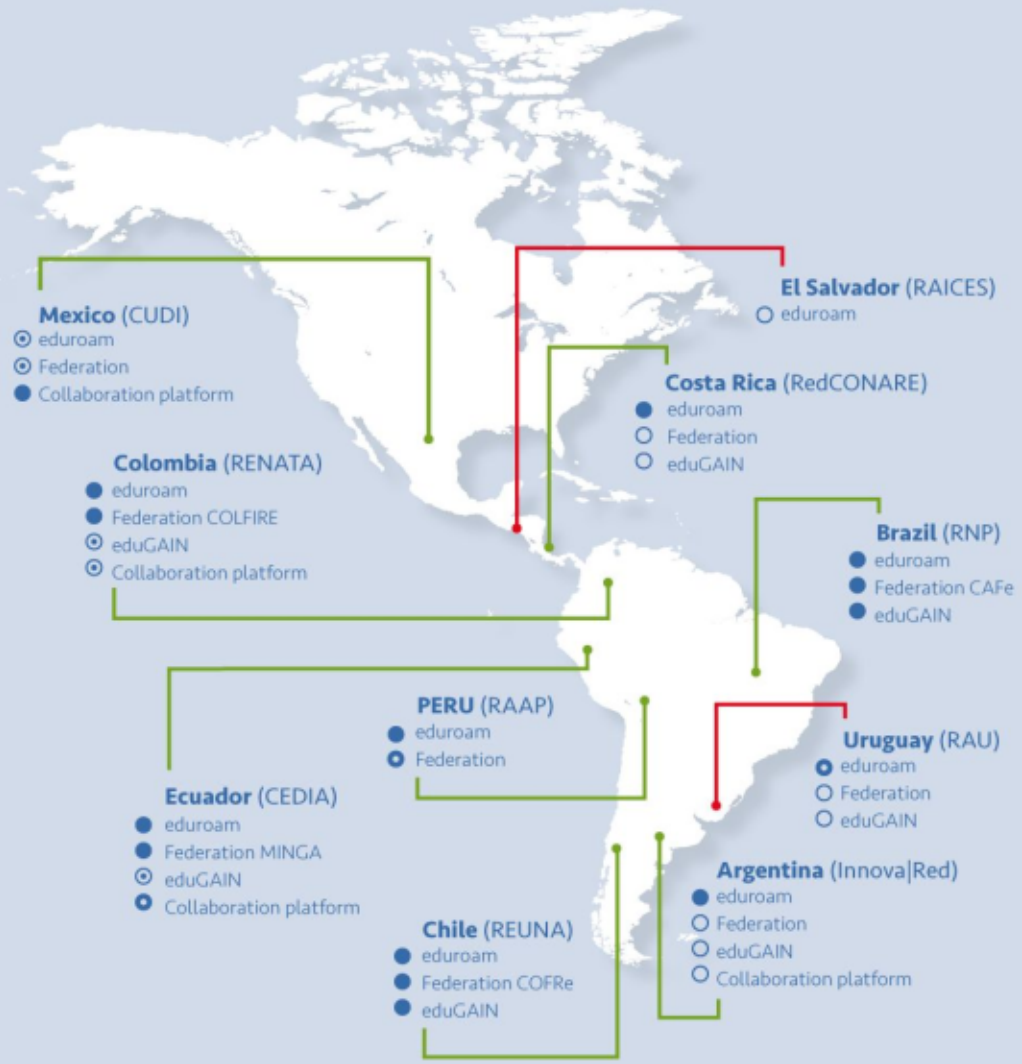 Mexico (CUDI)
eduroam
Federation
Collaboration platform
El Salvador (RAICES)
eduroam
Costa Rica (RedCONARE)
eduroam
Federation
eduGAIN
Colombia (RENATA)
eduroam
Federation COLFIRE
eduGAIN
Collaboration platform
Brazil (RNP)
eduroam
Federation CAFe
eduGAIN
PERU (RAAP)
eduroam
Federation
Uruguay (RAU)
eduroam
Federation
eduGAIN
Ecuador (CEDIA)
eduroam
Federation MINGA
eduGAIN
Collaboration platform
Argentina (Innova|Red)
eduroam
Federation
eduGAIN
Collaboration platform
Chile (REUNA)
eduroam
Federation COFRe
eduGAIN